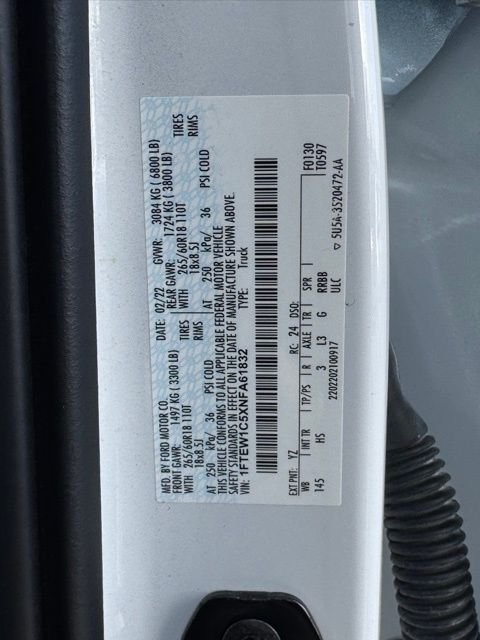 MFD. BY FORD MOTOR CO.
DATE: 02/22 GVWR: 3084 KG ( 6800 LB)
FRONT GAWR: 1497 KG ( 3300 LB) REAR GAWR: 1724 KG ( 3800 LB)
WITH 265/60R18 110T TIRES WITH 265/60R18 110T TIRES
18x8.5J RIMS 18x8.5J RIMS
AT 250 kPa/ 36 PSI COLD AT 250 kPa/ 36 PSI COLD
THIS VEHICLE CONFORMS TO ALL APPLICABLE FEDERAL MOTOR VEHICLE
SAFETY STANDARDS IN EFFECT ON THE DATE OF MANUFACTURE SHOWN ABOVE.
VIN: 1FTEW1C5XNFA61832 TYPE: Truck
F0130
T0597
EXT PNT: YZ RC: 24 DSO:
WB INT TR TP/PS R AXLE TR SPR
145 HS 3 L3 G RRBB
ULC
2202202100917 5U5A-3520472-AA